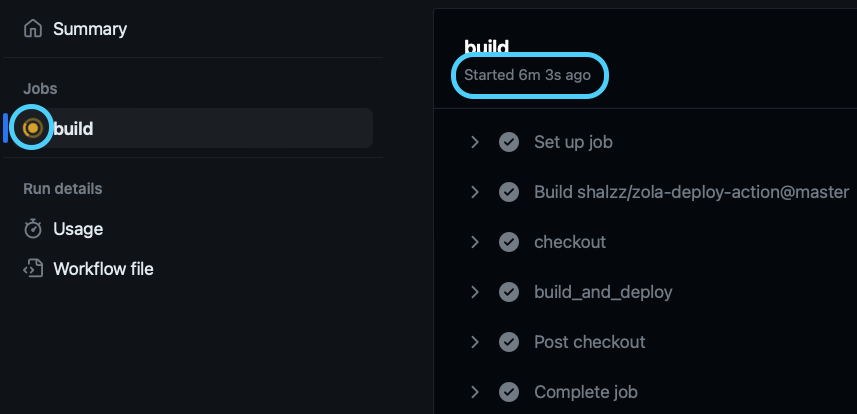 Summary
Jobs
build
Run details
Usage
Workflow file
build
Started 6m 3s ago
Set up job
Build shalzz/zola-deploy-action@master
checkout
build_and_deploy
Post checkout
Complete job